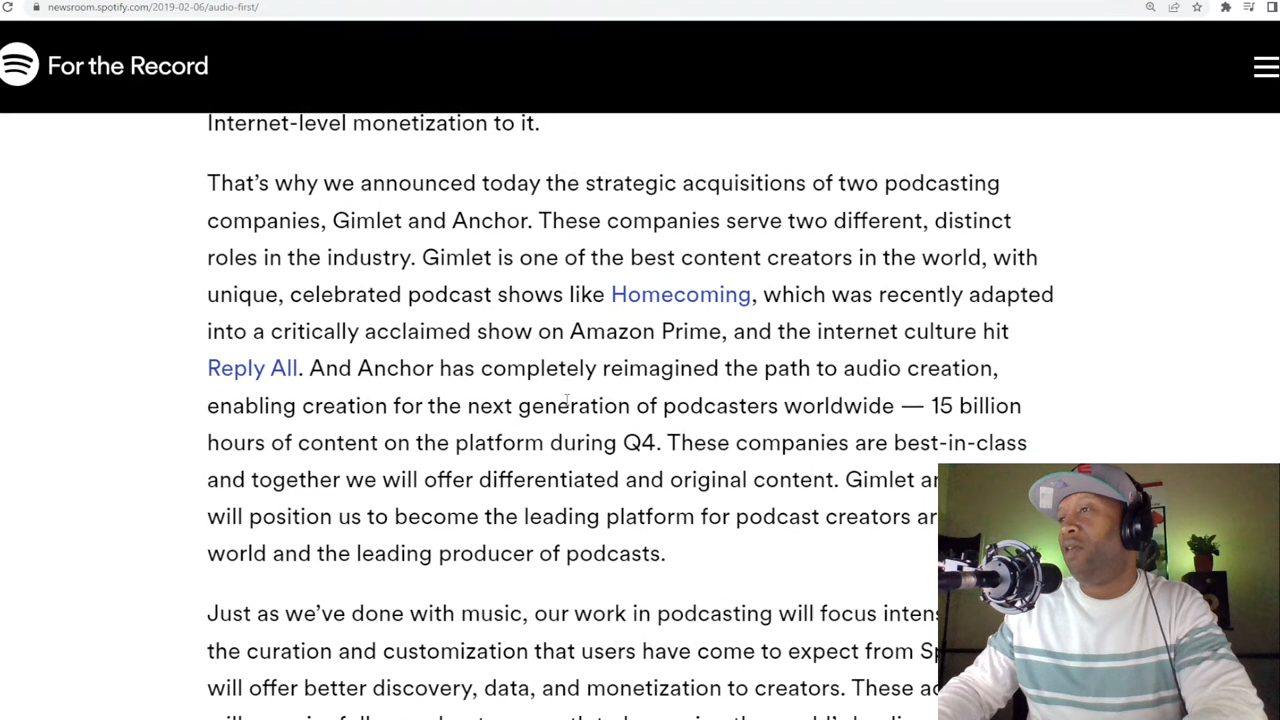 newsroom.spotify.com/2019-02-06/audio-first/
For the Record
Internet-level monetization to it.
That’s why we announced today the strategic acquisitions of two podcasting
companies, Gimlet and Anchor. These companies serve two different, distinct
roles in the industry. Gimlet is one of the best content creators in the world, with
unique, celebrated podcast shows like Homecoming, which was recently adapted
into a critically acclaimed show on Amazon Prime, and the internet culture hit
Reply All. And Anchor has completely reimagined the path to audio creation,
enabling creation for the next generation of podcasters worldwide — 15 billion
hours of content on the platform during Q4. These companies are best-in-class
and together we will offer differentiated and original content. Gimlet
will position us to become the leading platform for podcast creators
world and the leading producer of podcasts.
Just as we’ve done with music, our work in podcasting will focus
the curation and customization that users have come to expect from
will offer better discovery, data, and monetization to creators. These